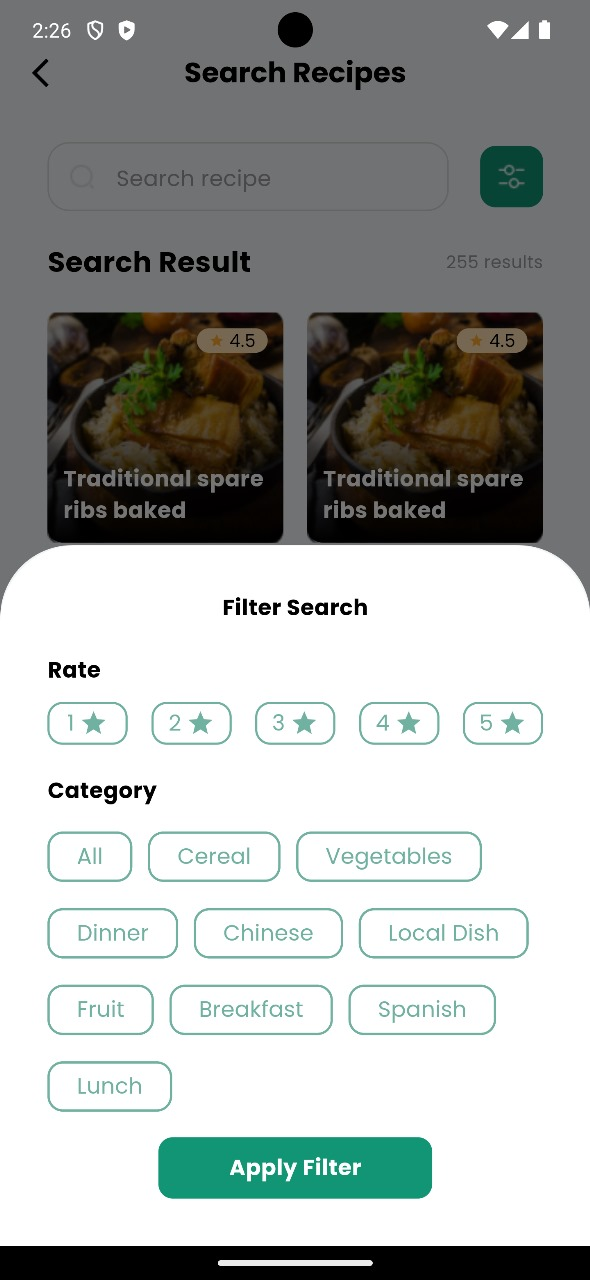 2:26
Search Recipes
Search recipe
Search Result
255 results
4.5
4.5
Traditional spare
ribs baked
Traditional spare
ribs baked
Filter Search
Rate
1
2
3
4
5
Category
All
Cereal
Vegetables
Dinner
Chinese
Local Dish
Fruit
Breakfast
Spanish
Lunch
Apply Filter